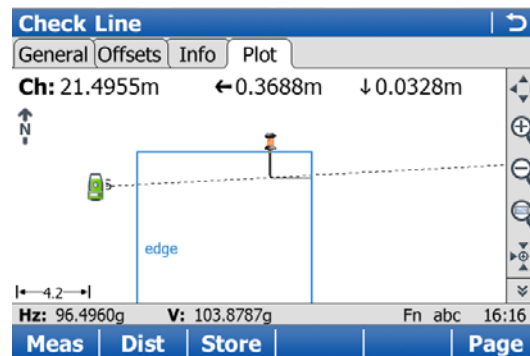 Check Line
General Offsets Info Plot
Ch: 21.4955m ←0.3688m ↓0.0328m
N
edge
4.2
Hz: 96.4960g V: 103.8787g Fn abc 16:16
Meas Dist Store Page